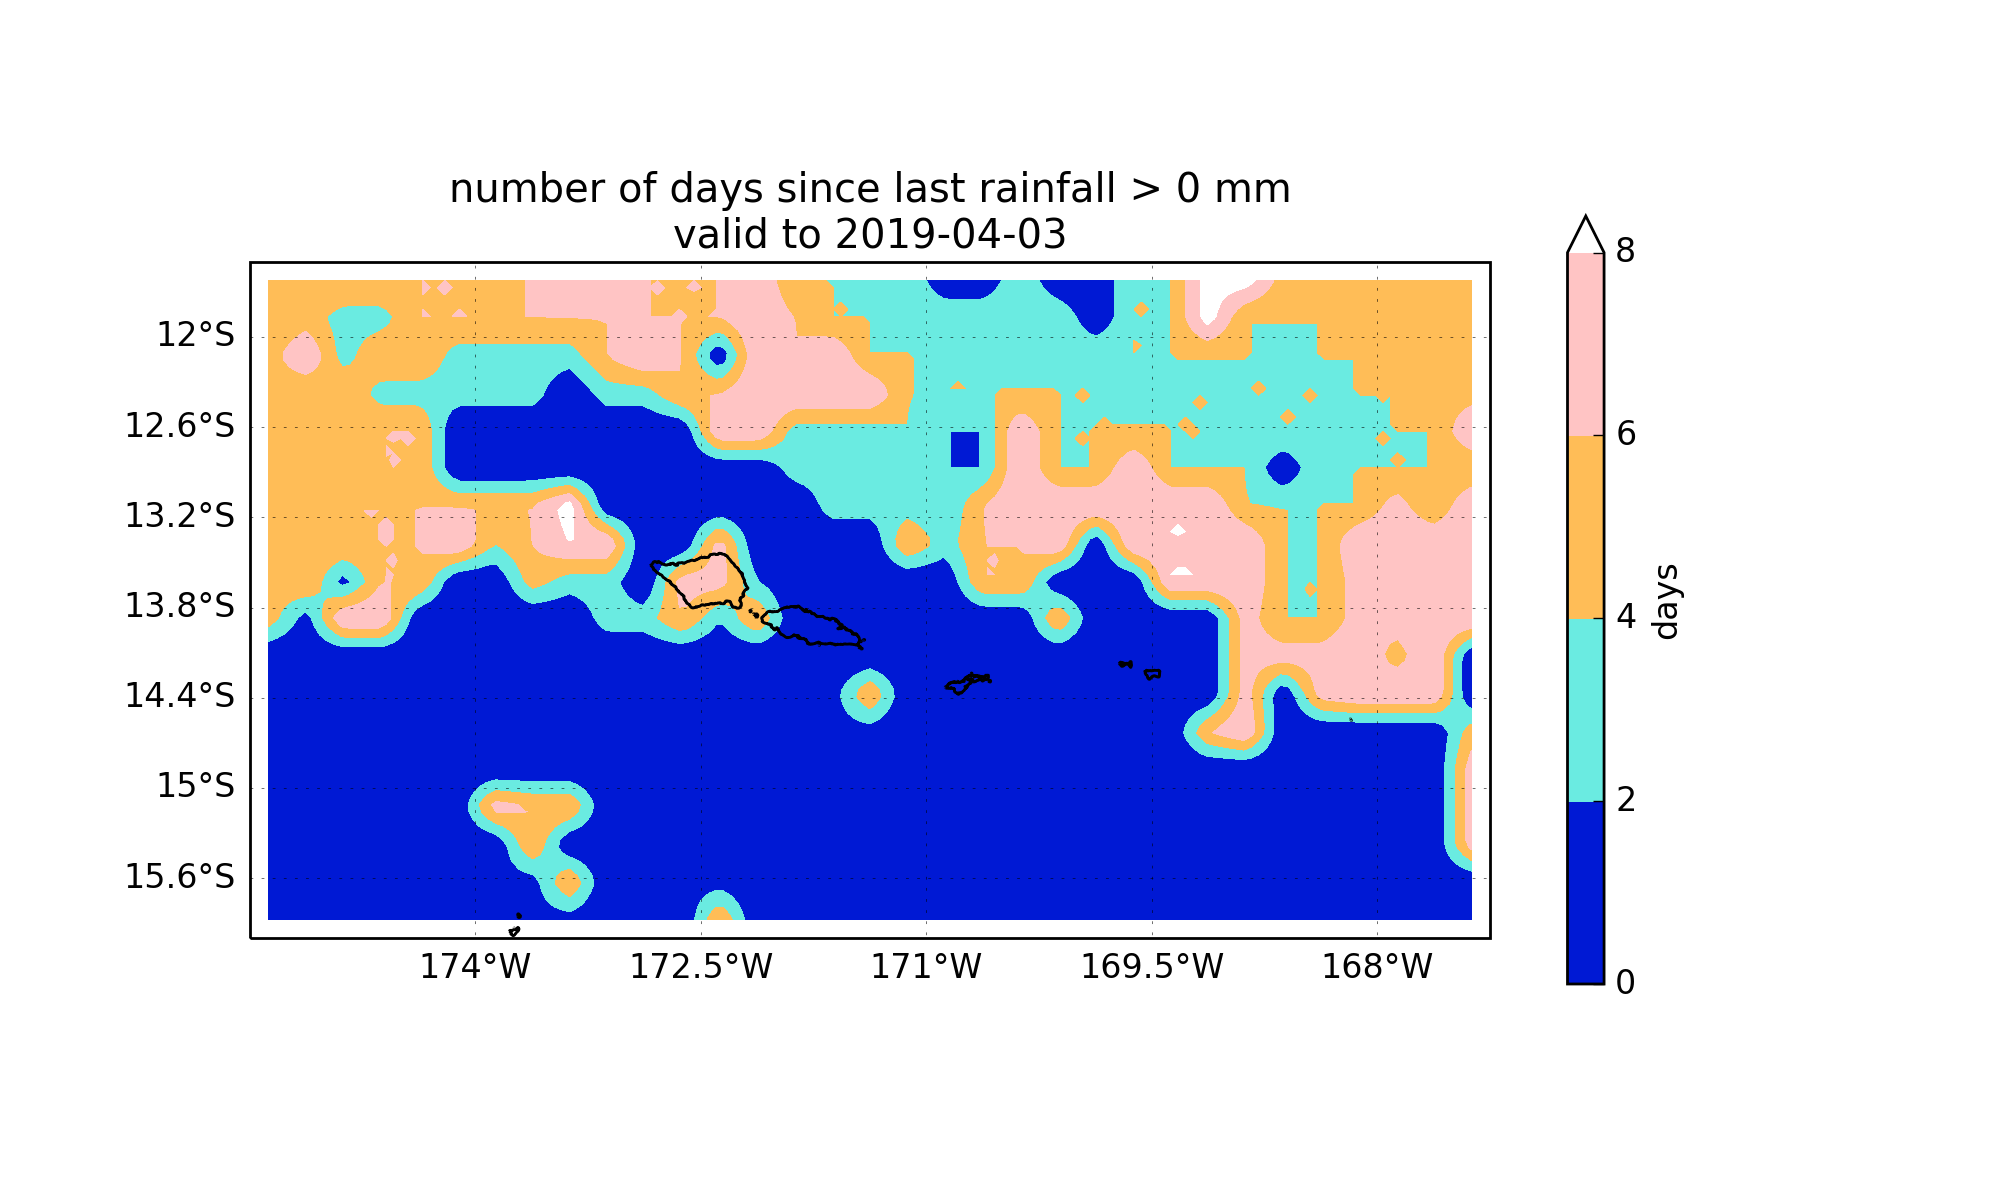 number of days since last rainfall > 0 mm
valid to 2019-04-03
12°S
12.6°S
13.2°S
13.8°S
14.4°S
15°S
15.6°S
174°W
172.5°W
171°W
169.5°W
168°W
8
6
4
2
0
days